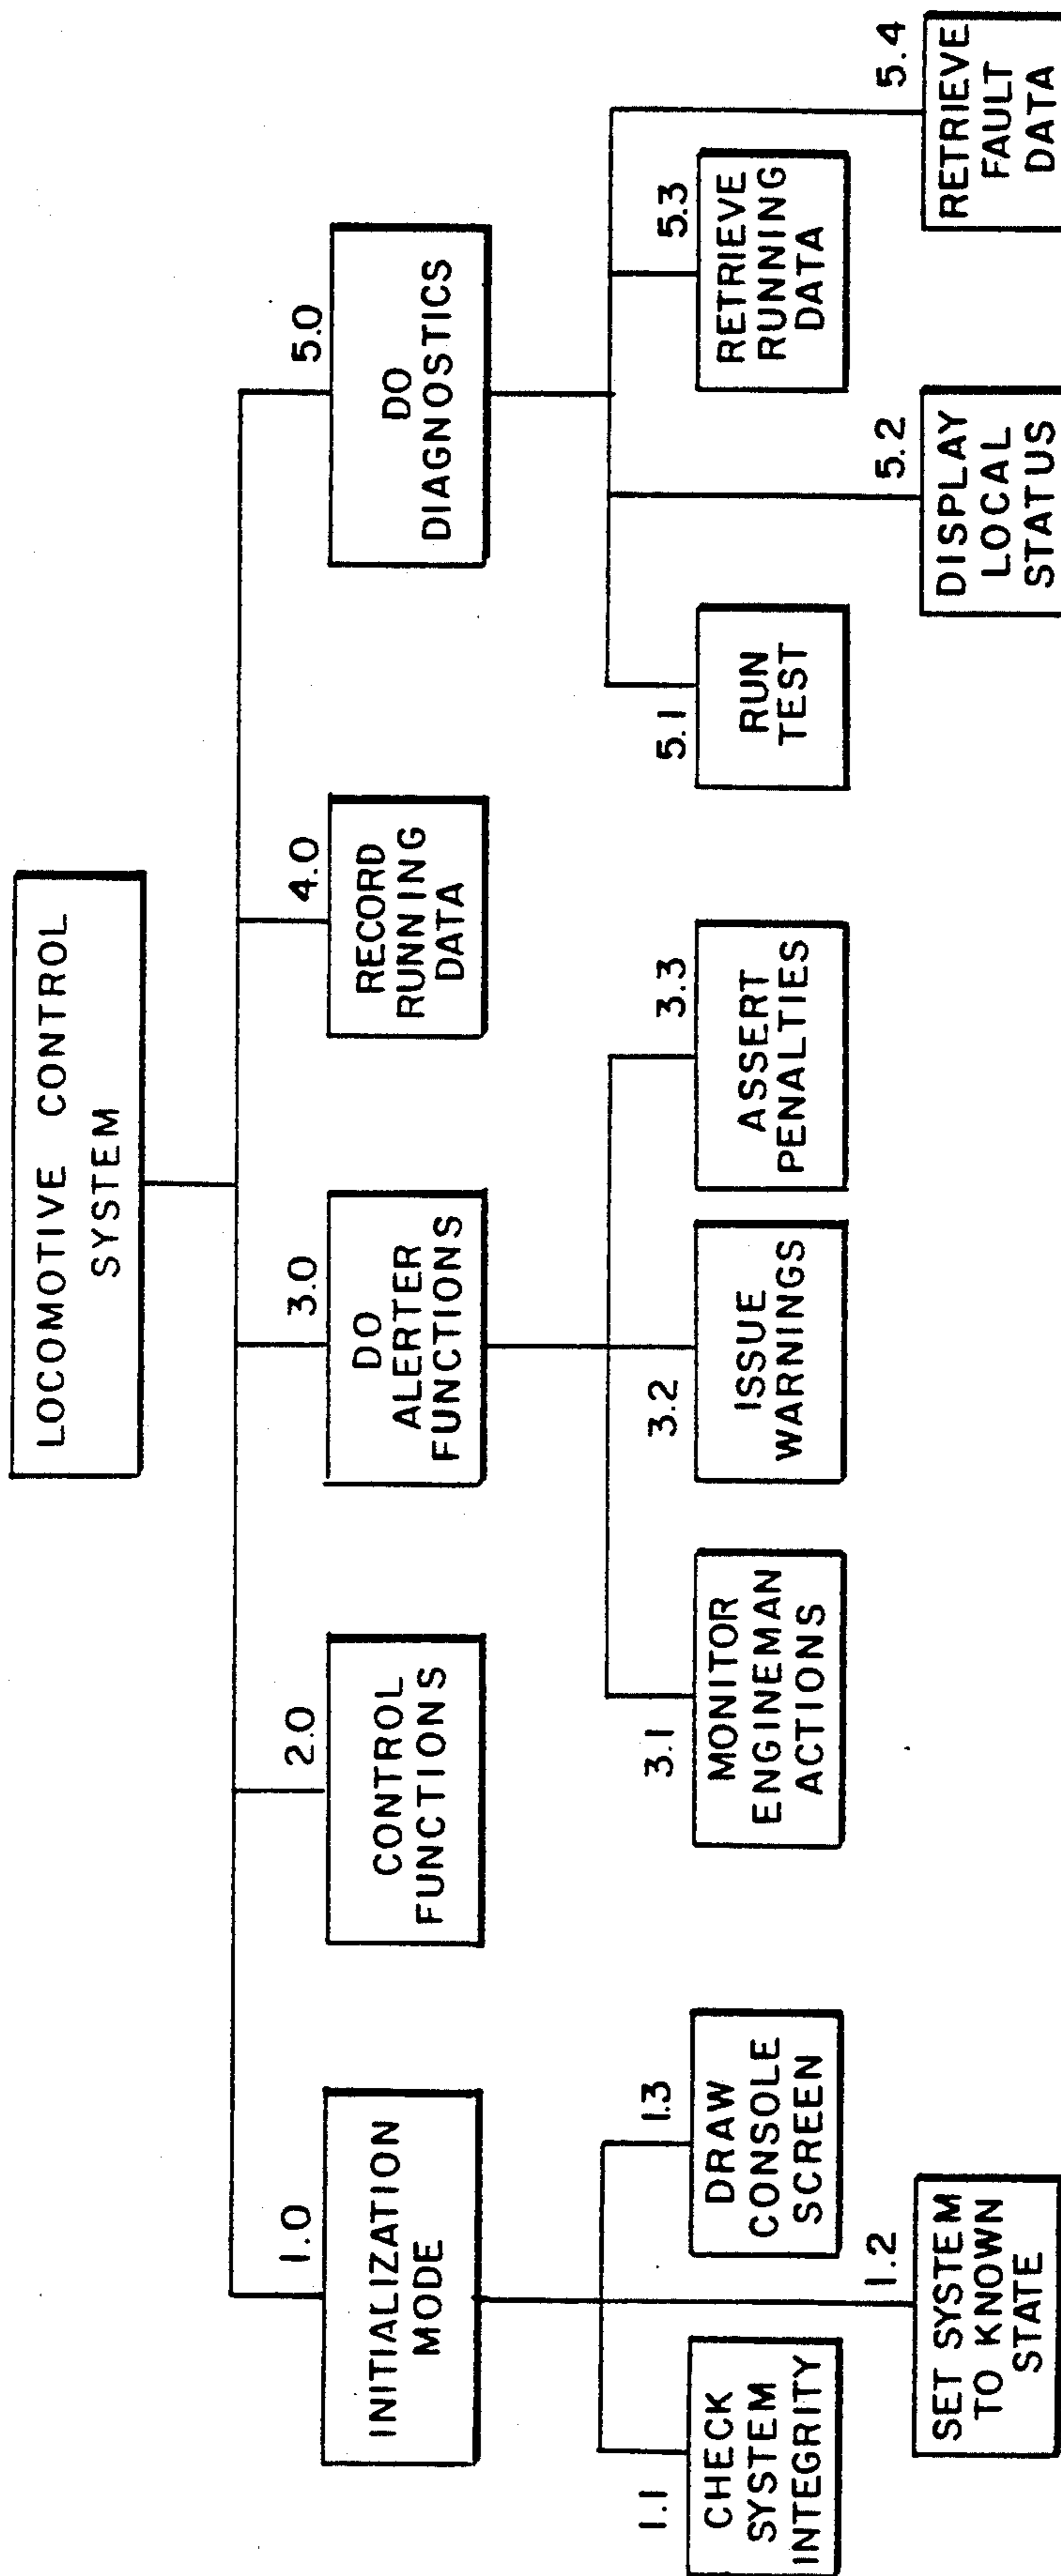 LOCOMOTIVE CONTROL
SYSTEM
1.0
INITIALIZATION
MODE
2.0
CONTROL
FUNCTIONS
3.0
DO
ALERTER
FUNCTIONS
4.0
RECORD
RUNNING
DATA
5.0
DO
DIAGNOSTICS
1.1
CHECK
SYSTEM
INTEGRITY
1.2
SET SYSTEM
TO KNOWN
STATE
1.3
DRAW
CONSOLE
SCREEN
3.1
MONITOR
ENGINEMAN
ACTIONS
3.2
ISSUE
WARNINGS
3.3
ASSERT
PENALTIES
5.1
RUN
TEST
5.2
DISPLAY
LOCAL
STATUS
5.3
RETRIEVE
RUNNING
DATA
5.4
RETRIEVE
FAULT
DATA